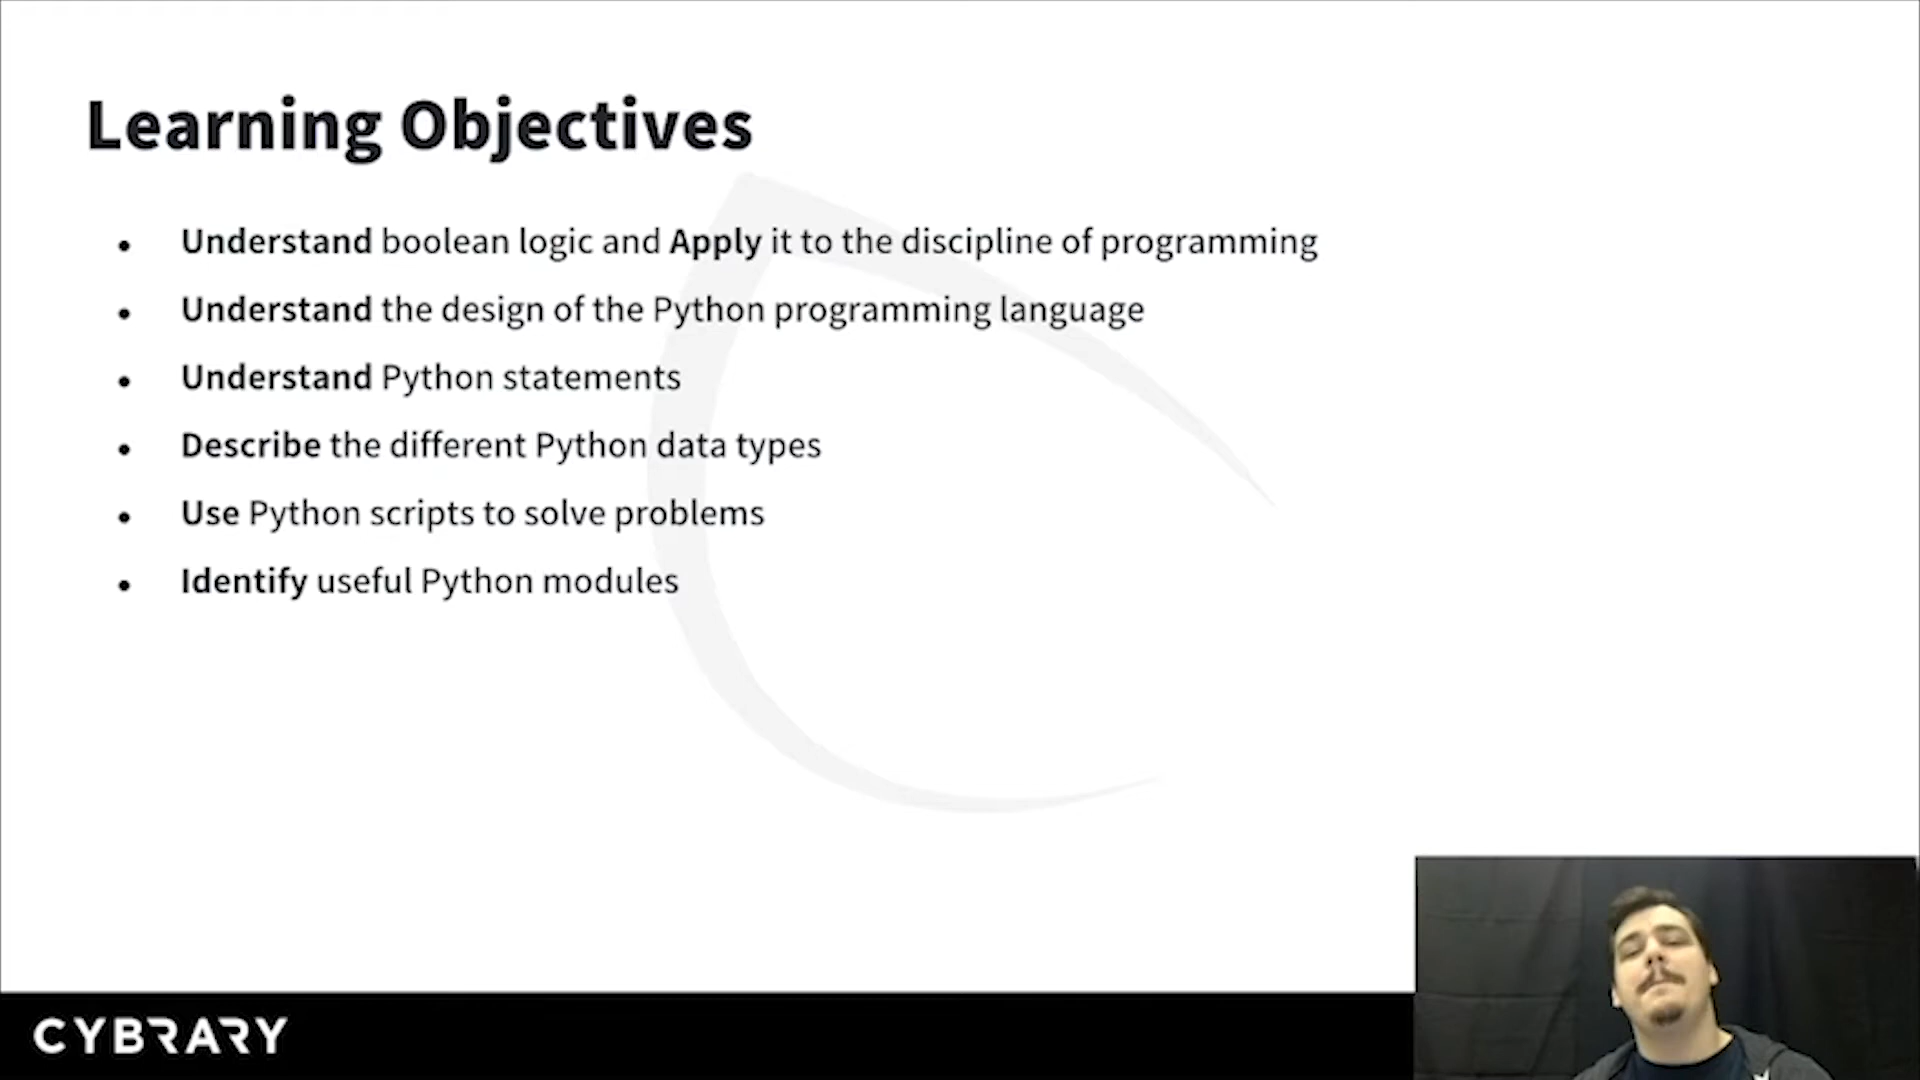 Learning Objectives
● Understand boolean logic and Apply it to the discipline of programming
● Understand the design of the Python programming language
● Understand Python statements
● Describe the different Python data types
● Use Python scripts to solve problems
● Identify useful Python modules
CYBRARY